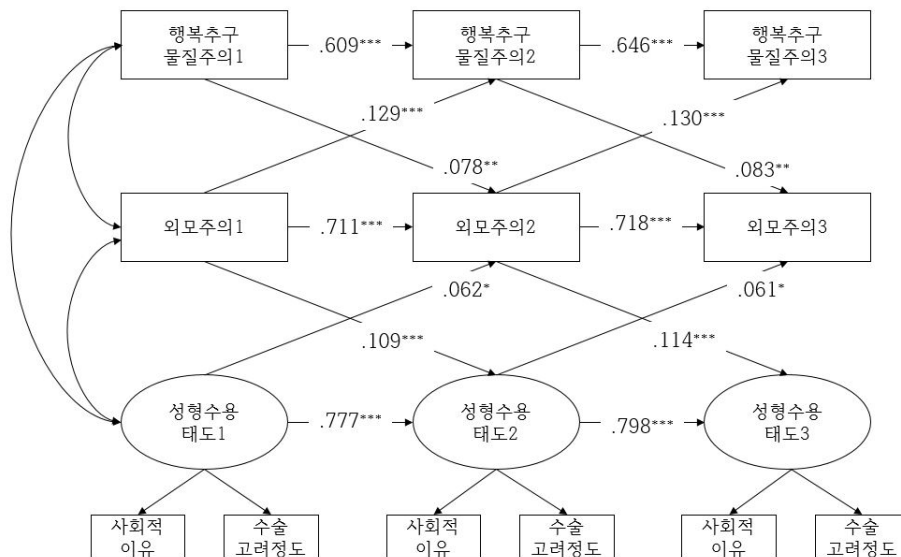 행복추구
물질주의1
.609***
행복추구
물질주의2
.646***
행복추구
물질주의3
.129***
.130***
.078**
.083**
외모주의1
.711***
외모주의2
.718***
외모주의3
.062*
.061*
.109***
.114***
성형수용
태도1
.777***
성형수용
태도2
.798***
성형수용
태도3
사회적
이유
수술
고려정도
사회적
이유
수술
고려정도
사회적
이유
수술
고려정도